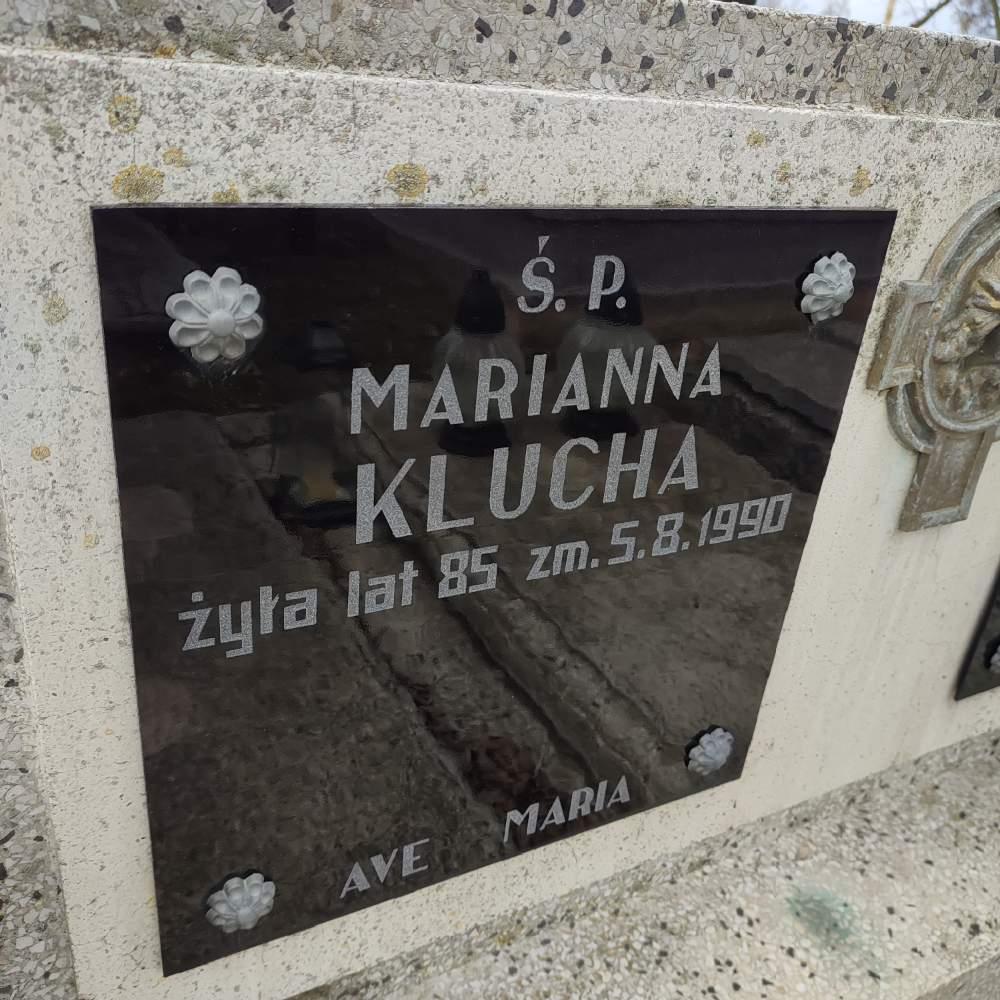 Ś. P.
MARIANNA
KLUCHA
żyła lat 85 zm. 5.8.1990
AVE MARIA